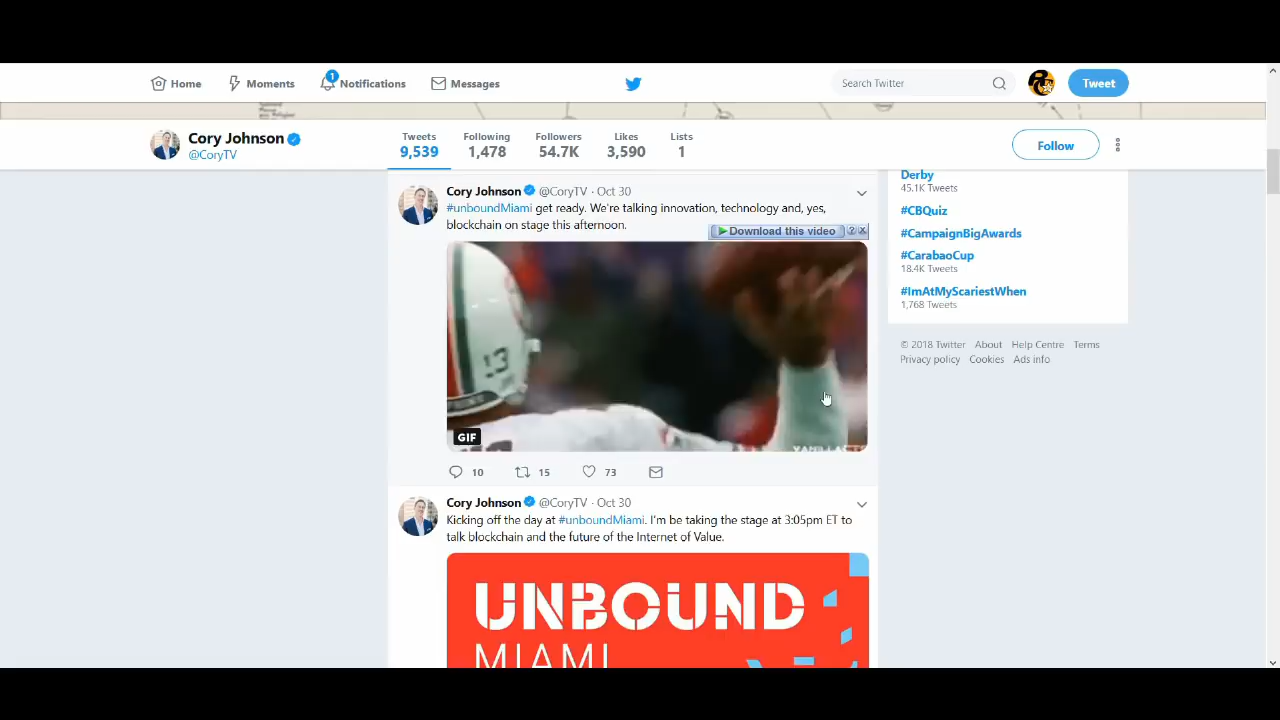 Home
Moments
1
Notifications
Messages
Search Twitter
Tweet
Cory Johnson
@CoryTV
Tweets
9,539
Following
1,478
Followers
54.7K
Likes
3,590
Lists
1
Follow
Cory Johnson @CoryTV · Oct 30
#unboundMiami get ready. We're talking innovation, technology and, yes,
blockchain on stage this afternoon.
Download this video ?
13
GIF
10
15
73
Cory Johnson @CoryTV · Oct 30
Kicking off the day at #unboundMiami. I'm be taking the stage at 3:05pm ET to
talk blockchain and the future of the Internet of Value.
UNBOUND
MIAMI
Derby
45.1K Tweets
#CBQuiz
#CampaignBigAwards
#CarabaoCup
18.4K Tweets
#ImAtMyScariestWhen
1,768 Tweets
© 2018 Twitter About Help Centre Terms
Privacy policy Cookies Ads info